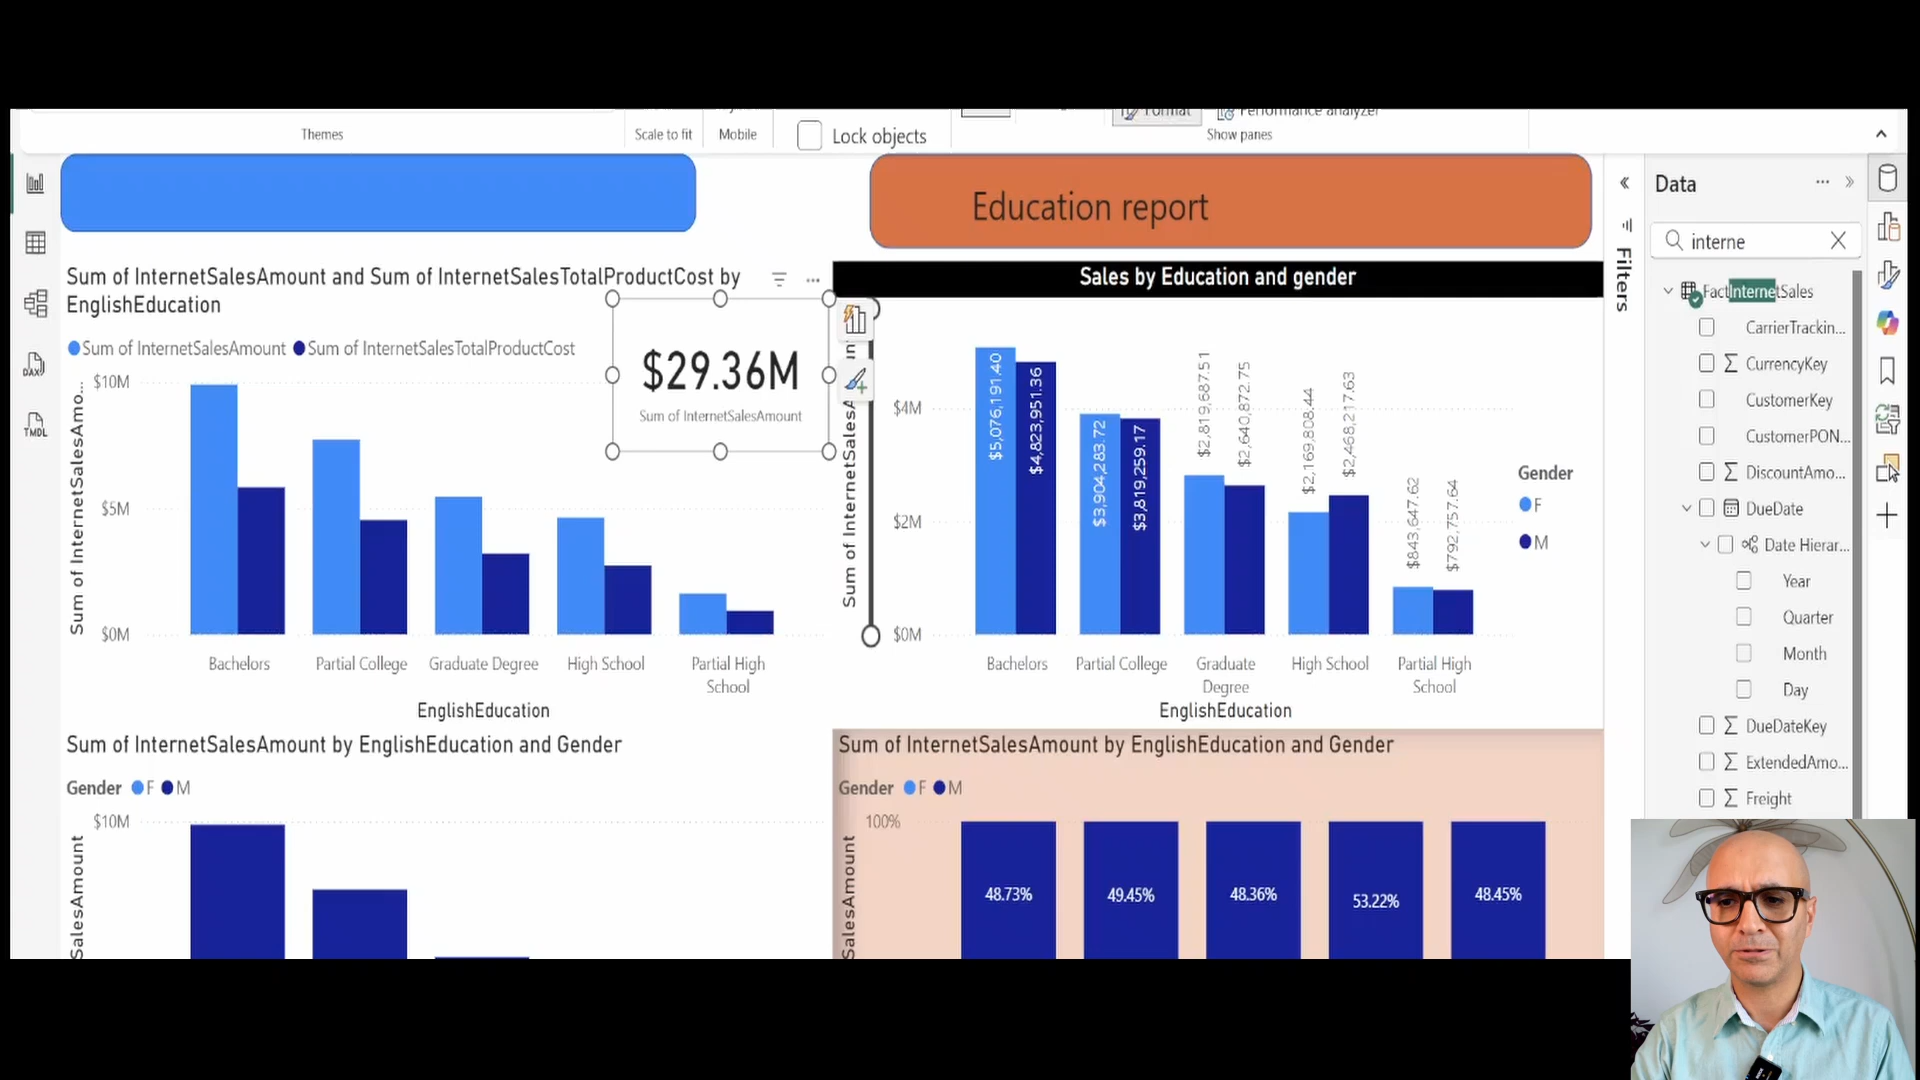 Format
Performance analyzer
Themes
Scale to fit
Mobile
Lock objects
Show panes
Education report
Sum of InternetSalesAmount and Sum of InternetSalesTotalProductCost by
EnglishEducation
Sum of InternetSalesAmount
Sum of InternetSalesTotalProductCost
$29.36M
Sum of InternetSalesAmount
Sum of InternetSalesAmo...
$10M
$5M
$0M
Bachelors
Partial College
Graduate Degree
High School
Partial High
School
EnglishEducation
Sales by Education and gender
Sum of InternetSalesA
$4M
$2M
$0M
$5,076,191.40
$4,823,951.36
$3,904,283.72
$3,819,259.17
$2,819,687.51
$2,640,872.75
$2,169,808.44
$2,468,217.63
$843,647.62
$792,757.64
Gender
F
M
Bachelors
Partial College
Graduate
Degree
High School
Partial High
School
EnglishEducation
Sum of InternetSalesAmount by EnglishEducation and Gender
Gender F M
$10M
SalesAmount
Sum of InternetSalesAmount by EnglishEducation and Gender
Gender F M
100%
SalesAmount
48.73%
49.45%
48.36%
53.22%
48.45%
Filters
Data
interne
FactInternetSales
CarrierTrackin...
CurrencyKey
CustomerKey
CustomerPON...
DiscountAmo...
DueDate
Date Hierar...
Year
Quarter
Month
Day
DueDateKey
ExtendedAmo...
Freight
DAX
TMDL